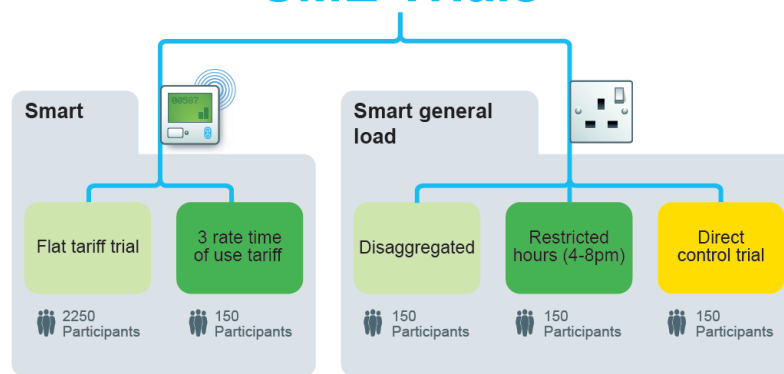 Smart
Smart general
load
00587
Flat tariff trial
3 rate time
of use tariff
Disaggregated
Restricted
hours (4-8pm)
Direct
control trial
2250
Participants
150
Participants
150
Participants
150
Participants
150
Participants